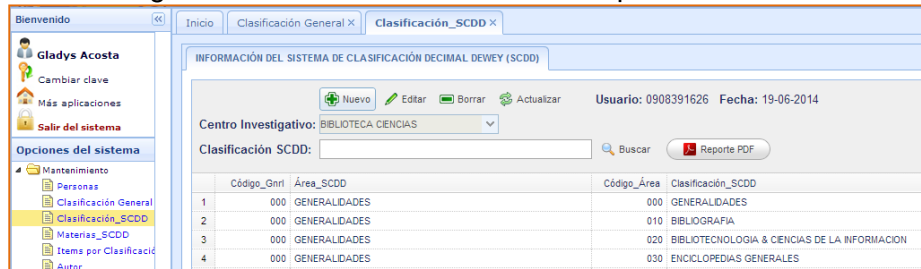 Bienvenido
Inicio Clasificación General × Clasificación_SCDD ×
Gladys Acosta
Cambiar clave
Más aplicaciones
Salir del sistema
Opciones del sistema
Mantenimiento
Personas
Clasificación General
Clasificación_SCDD
Materias_SCDD
Items por Clasificació
Autor
INFORMACIÓN DEL SISTEMA DE CLASIFICACIÓN DECIMAL DEWEY (SCDD)
Nuevo Editar Borrar Actualizar Usuario: 0908391626 Fecha: 19-06-2014
Centro Investigativo: BIBLIOTECA CIENCIAS
Clasificación SCDD: Buscar Reporte PDF
Código_Gnrl Área_SCDD Código_Área Clasificación_SCDD
1 000 GENERALIDADES 000 GENERALIDADES
2 000 GENERALIDADES 010 BIBLIOGRAFIA
3 000 GENERALIDADES 020 BIBLIOTECNOLOGIA & CIENCIAS DE LA INFORMACION
4 000 GENERALIDADES 030 ENCICLOPEDIAS GENERALES